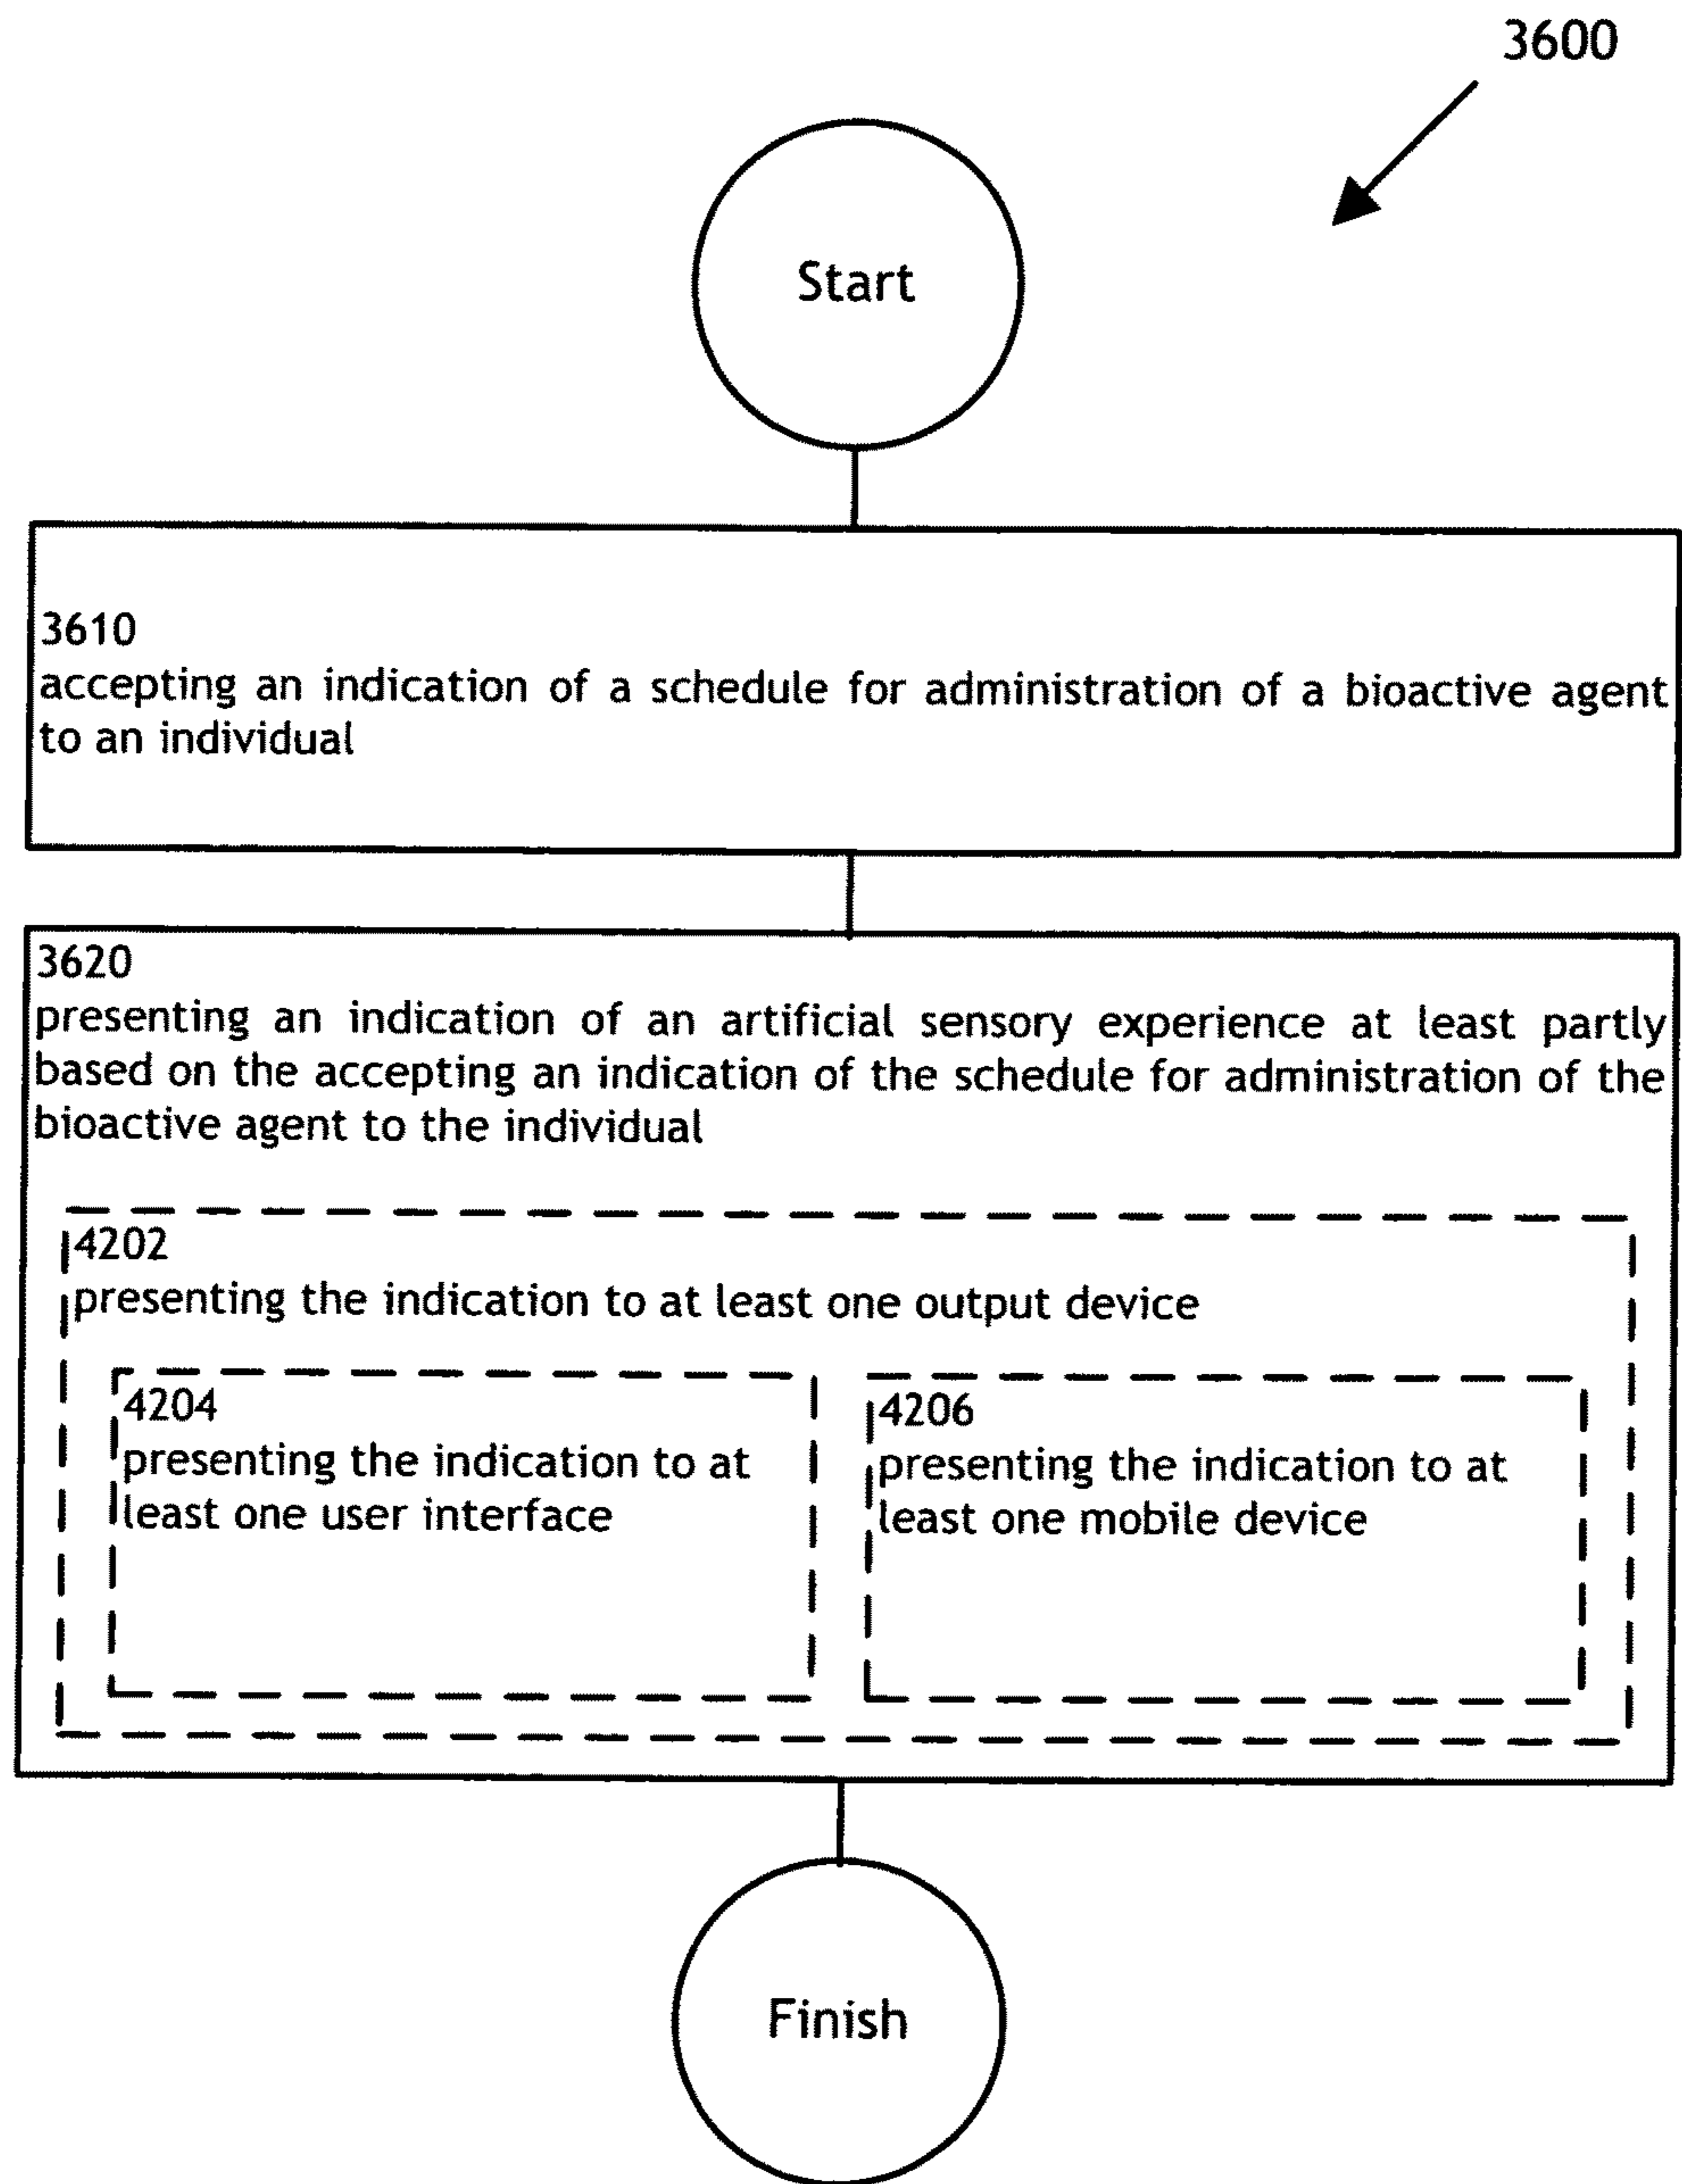 3600
Start
3610
accepting an indication of a schedule for administration of a bioactive agent
to an individual
3620
presenting an indication of an artificial sensory experience at least partly
based on the accepting an indication of the schedule for administration of the
bioactive agent to the individual
4202
presenting the indication to at least one output device
4204
presenting the indication to at
least one user interface
4206
presenting the indication to at
least one mobile device
Finish